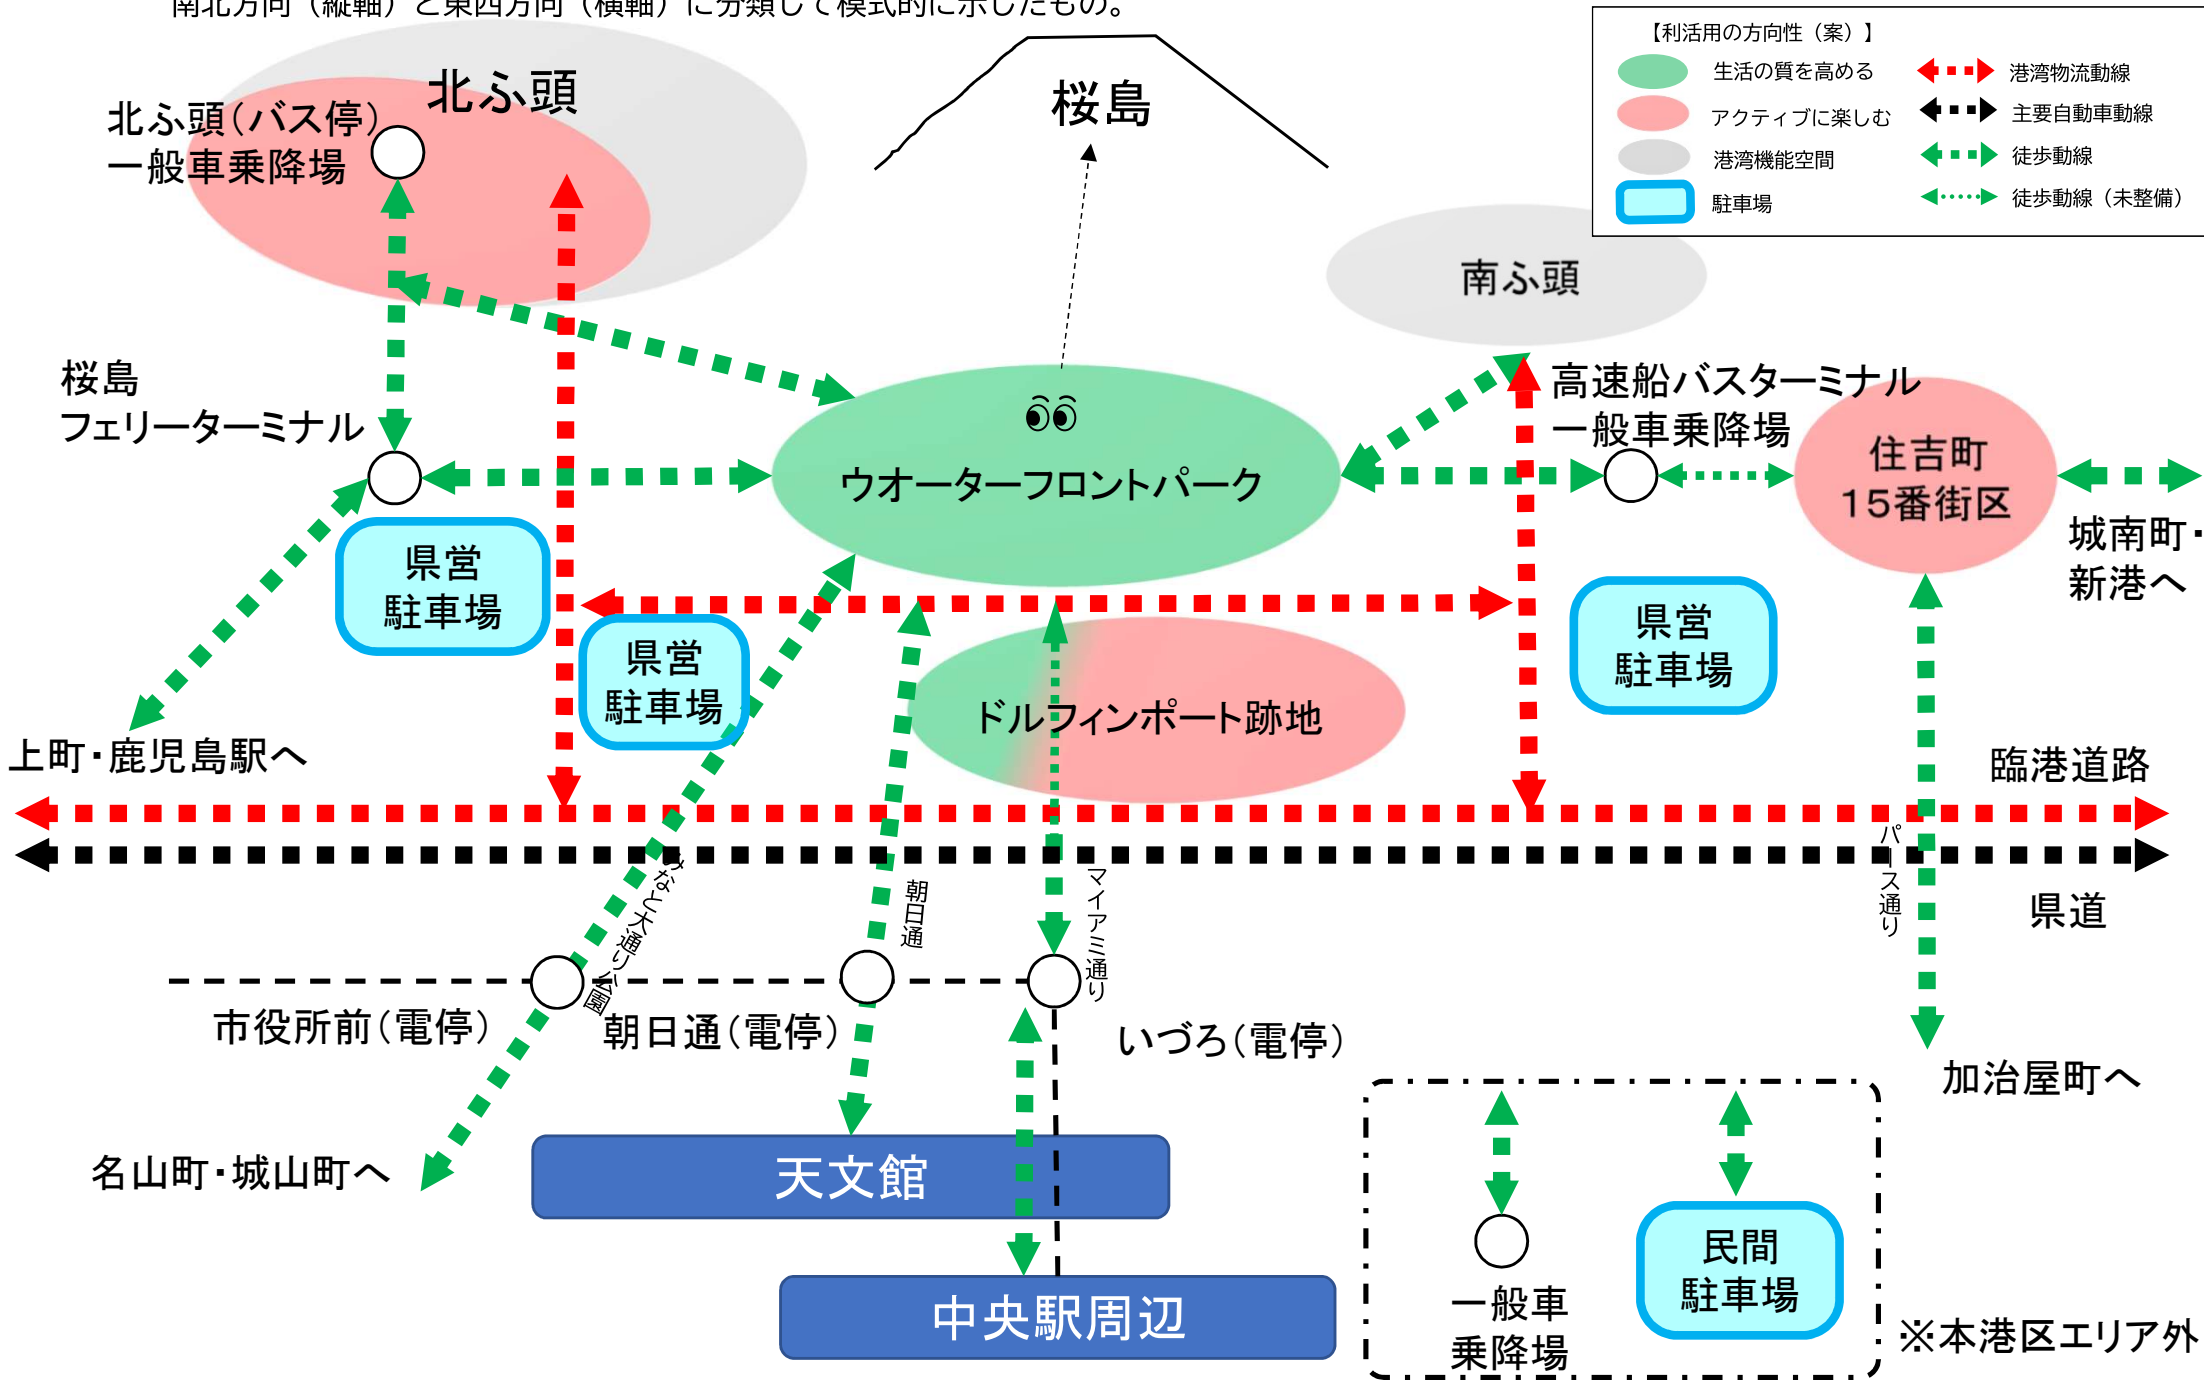 南北方向（縦軸）と東西方向（横軸）に分類して模式的に示したもの。
【利活用の方向性（案）】
生活の質を高める
アクティブに楽しむ
港湾機能空間
駐車場
港湾物流動線
主要自動車動線
徒歩動線
徒歩動線（未整備）
北ふ頭
北ふ頭（バス停）
一般車乗降場
桜島
南ふ頭
桜島
フェリーターミナル
高速船バスターミナル
一般車乗降場
ウオーターフロントパーク
住吉町
15番街区
城南町・
新港へ
県営
駐車場
県営
駐車場
県営
駐車場
ドルフィンポート跡地
上町・鹿児島駅へ
臨港道路
県道
みなと大通り公園
朝日通
マイアミ通り
パース通り
市役所前（電停）
朝日通（電停）
いづろ（電停）
加治屋町へ
名山町・城山町へ
天文館
中央駅周辺
一般車
乗降場
民間
駐車場
※本港区エリア外